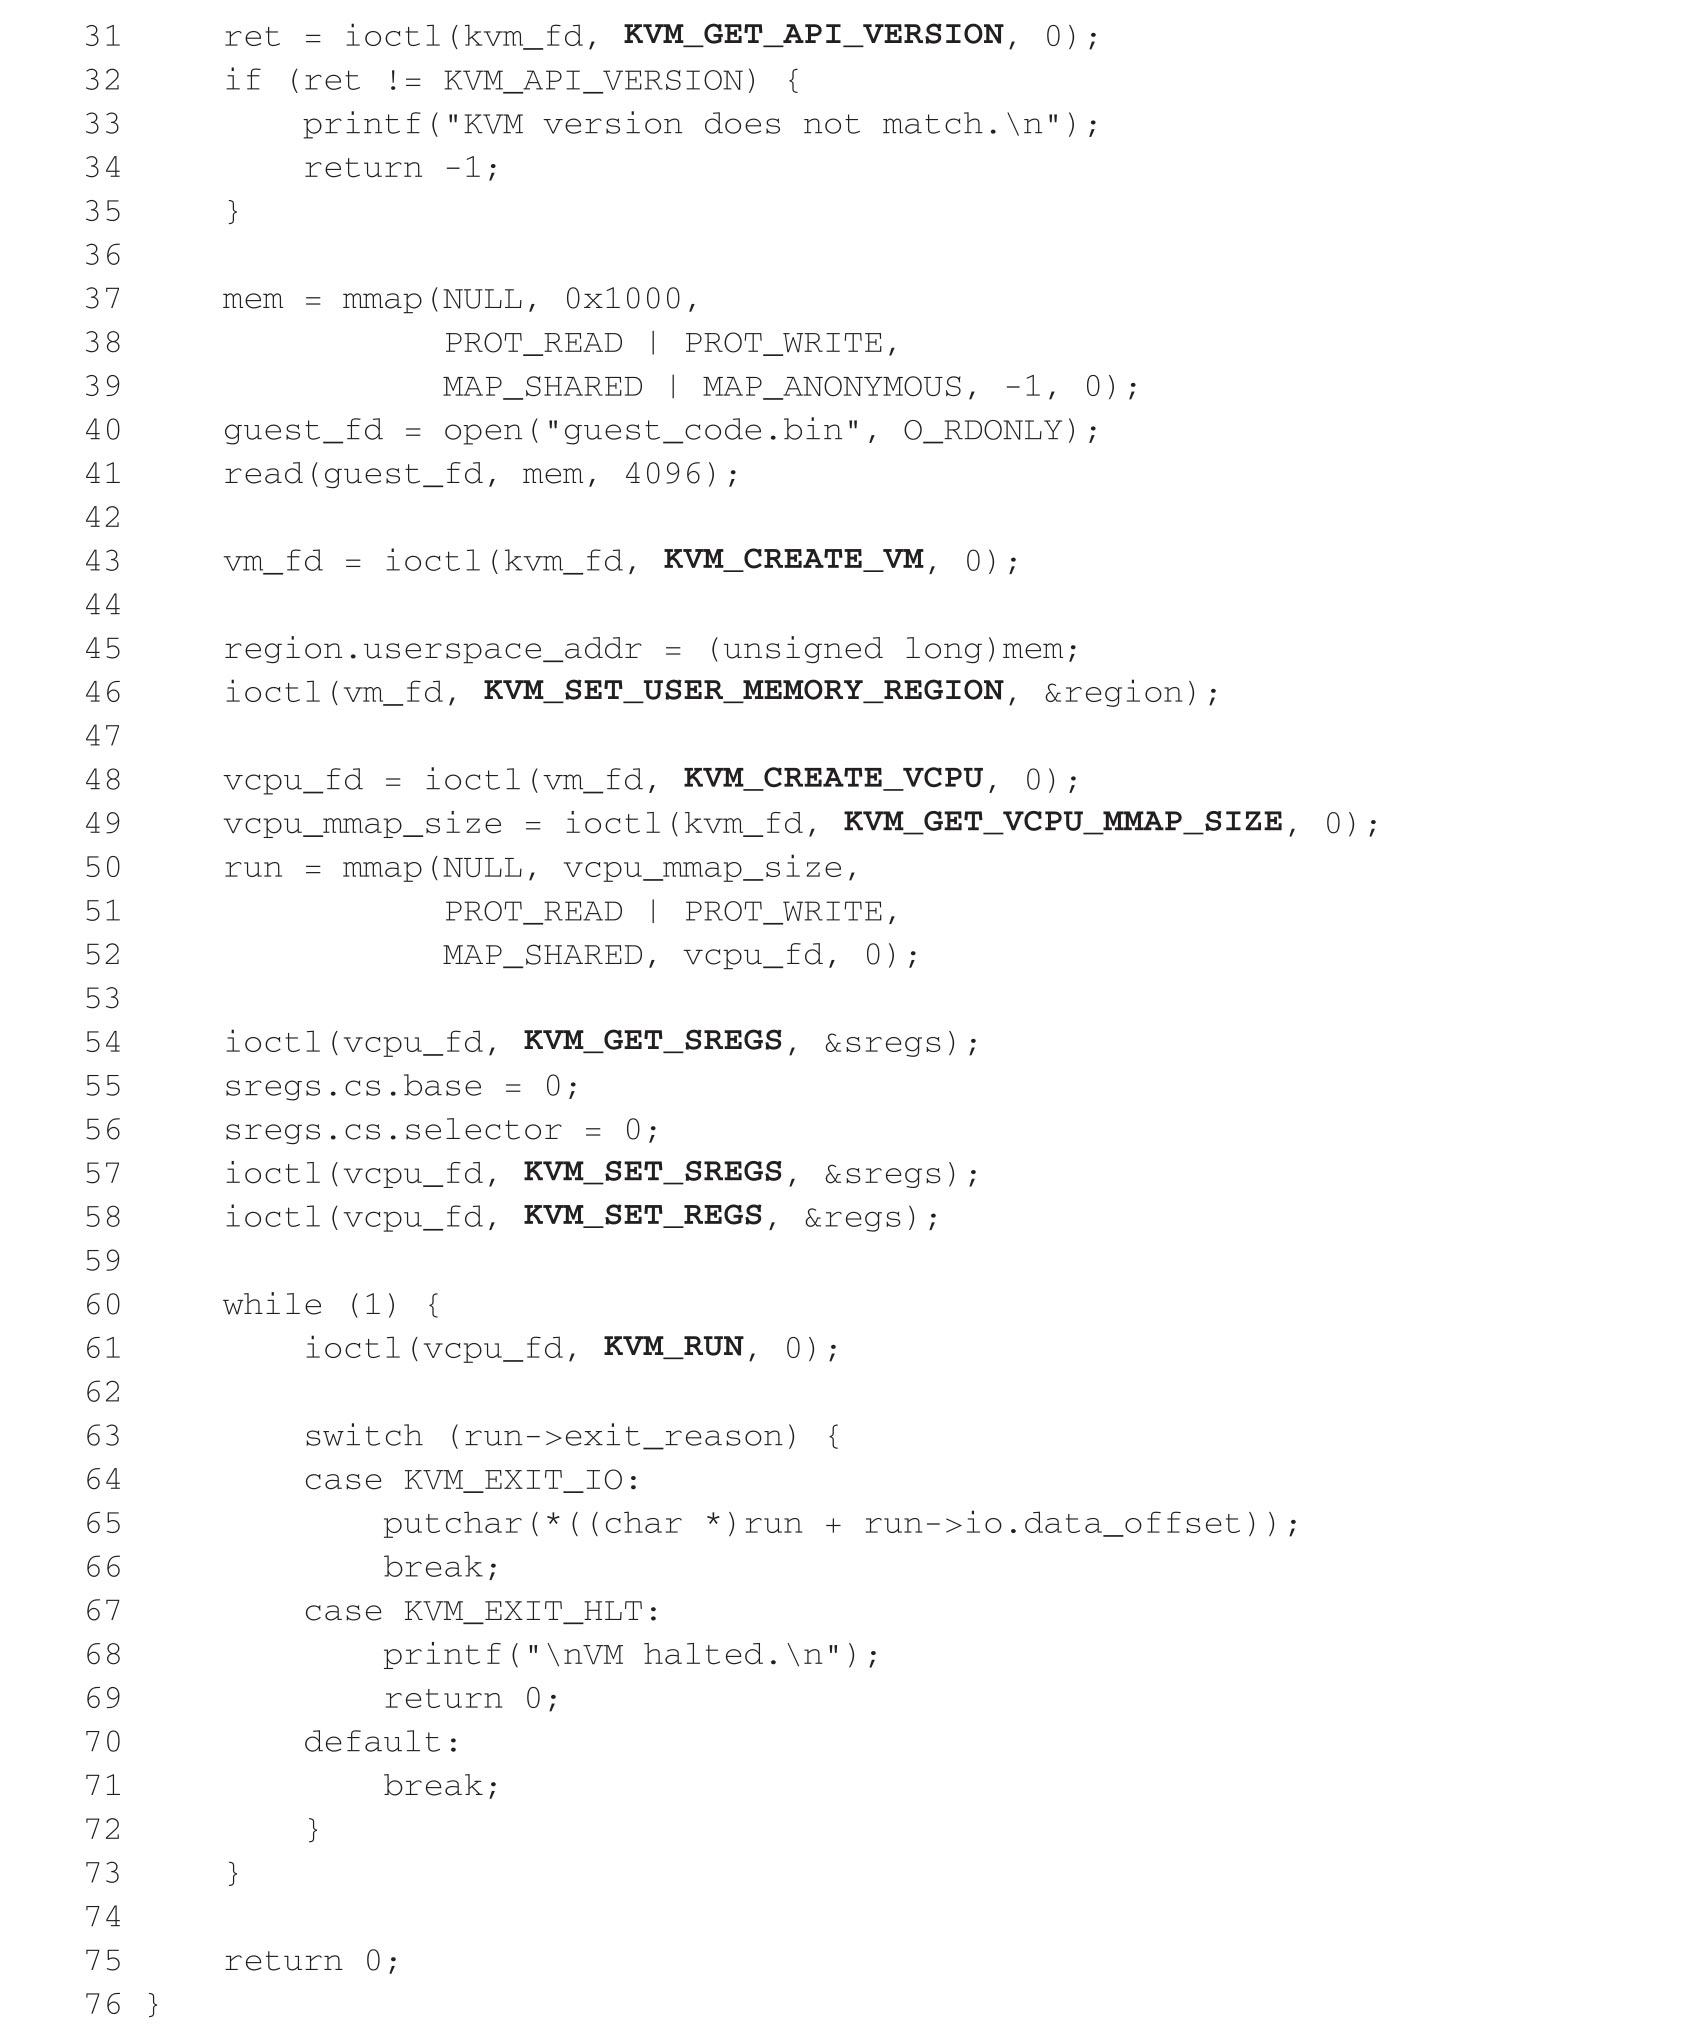 31     ret = ioctl(kvm_fd, KVM_GET_API_VERSION, 0);
32     if (ret != KVM_API_VERSION) {
33         printf("KVM version does not match.\n");
34         return -1;
35     }
36
37     mem = mmap(NULL, 0x1000,
38                PROT_READ | PROT_WRITE,
39                MAP_SHARED | MAP_ANONYMOUS, -1, 0);
40     guest_fd = open("guest_code.bin", O_RDONLY);
41     read(guest_fd, mem, 4096);
42
43     vm_fd = ioctl(kvm_fd, KVM_CREATE_VM, 0);
44
45     region.userspace_addr = (unsigned long)mem;
46     ioctl(vm_fd, KVM_SET_USER_MEMORY_REGION, &region);
47
48     vcpu_fd = ioctl(vm_fd, KVM_CREATE_VCPU, 0);
49     vcpu_mmap_size = ioctl(kvm_fd, KVM_GET_VCPU_MMAP_SIZE, 0);
50     run = mmap(NULL, vcpu_mmap_size,
51                PROT_READ | PROT_WRITE,
52                MAP_SHARED, vcpu_fd, 0);
53
54     ioctl(vcpu_fd, KVM_GET_SREGS, &sregs);
55     sregs.cs.base = 0;
56     sregs.cs.selector = 0;
57     ioctl(vcpu_fd, KVM_SET_SREGS, &sregs);
58     ioctl(vcpu_fd, KVM_SET_REGS, &regs);
59
60     while (1) {
61         ioctl(vcpu_fd, KVM_RUN, 0);
62
63         switch (run->exit_reason) {
64         case KVM_EXIT_IO:
65             putchar(*((char *)run + run->io.data_offset));
66             break;
67         case KVM_EXIT_HLT:
68             printf("\nVM halted.\n");
69             return 0;
70         default:
71             break;
72         }
73     }
74
75     return 0;
76 }